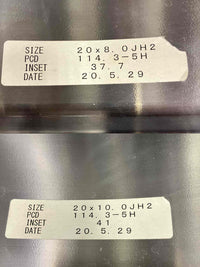 SIZE 20x8. 0JH2
PCD 114. 3-5H
INSET 37. 7
DATE 20. 5. 29
SIZE 20x10. 0JH2
PCD 114. 3-5H
INSET 41
DATE 20. 5. 29